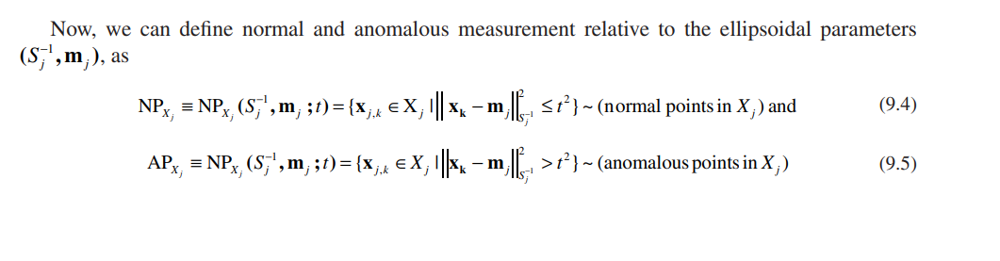 Now, we can define normal and anomalous measurement relative to the ellipsoidal parameters
(S_j^{-1}, m_j), as
NP_{X_j} ≡ NP_{X_j}(S_j^{-1}, m_j ; t) = {x_{j,k} ∈ X_j | ‖x_k − m_j‖²_{S_j^{-1}} ≤ t²} ~ (normal points in X_j) and (9.4)
AP_{X_j} ≡ NP_{X_j}(S_j^{-1}, m_j ; t) = {x_{j,k} ∈ X_j | ‖x_k − m_j‖²_{S_j^{-1}} > t²} ~ (anomalous points in X_j) (9.5)